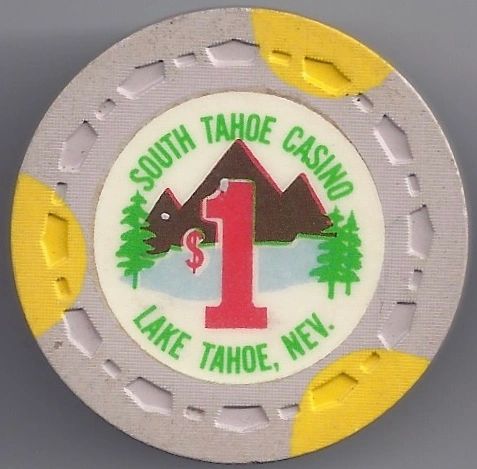 SOUTH TAHOE CASINO
$1
LAKE TAHOE, NEV.